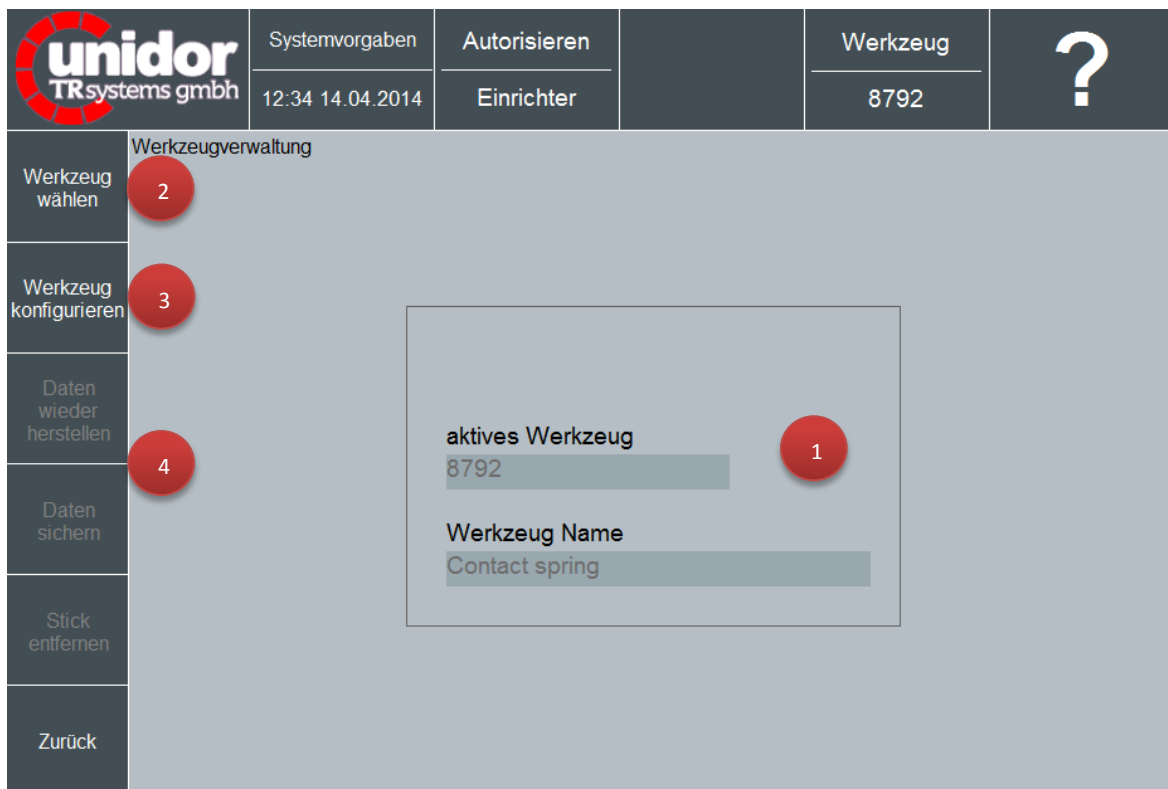 unidor
TRsystems gmbh
Systemvorgaben
12:34 14.04.2014
Autorisieren
Einrichter
Werkzeug
8792
?
Werkzeugverwaltung
Werkzeug
wählen
2
Werkzeug
konfigurieren
3
Daten
wieder
herstellen
4
Daten
sichern
Stick
entfernen
Zurück
aktives Werkzeug
8792
1
Werkzeug Name
Contact spring